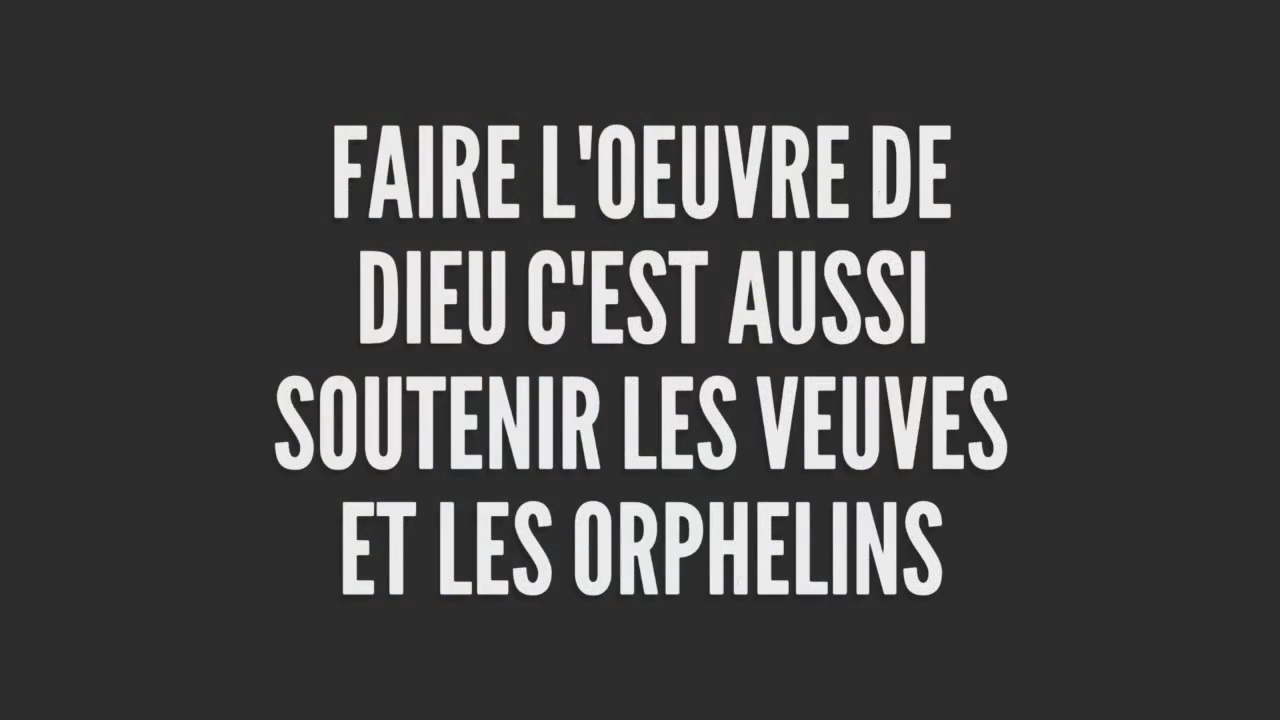 FAIRE L'OEUVRE DE
DIEU C'EST AUSSI
SOUTENIR LES VEUVES
ET LES ORPHELINS